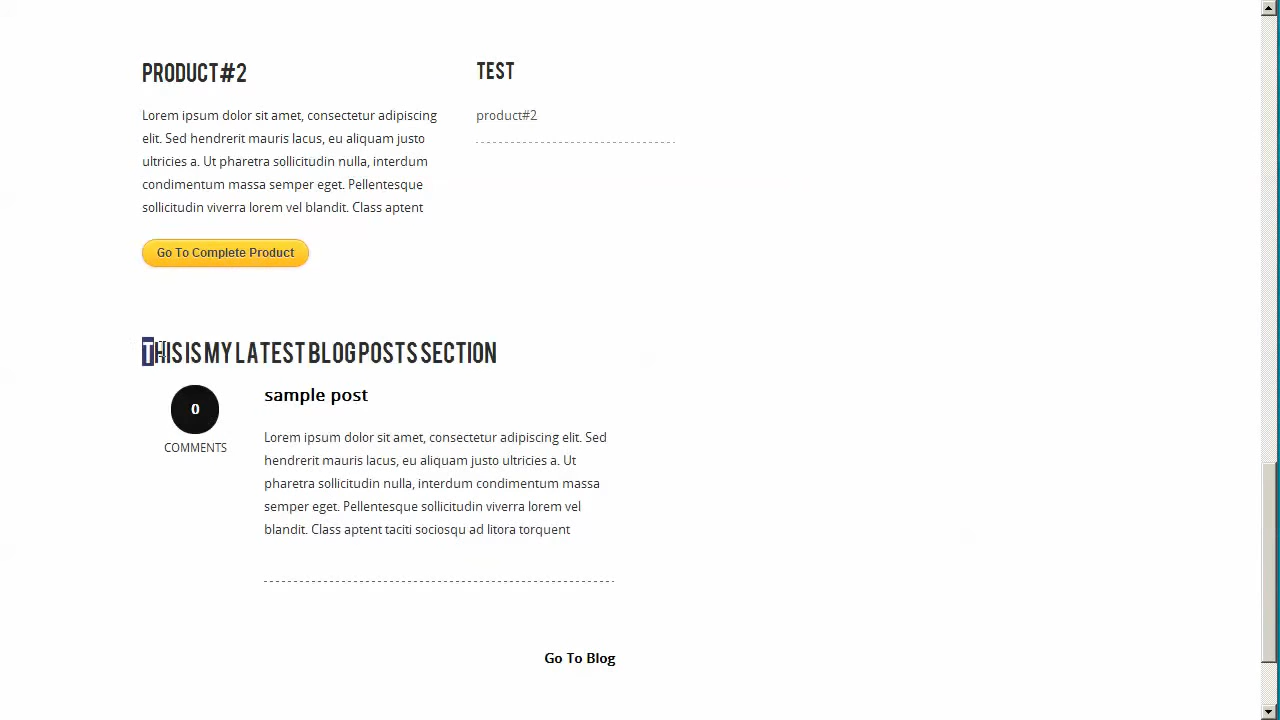 PRODUCT#2
Lorem ipsum dolor sit amet, consectetur adipiscing
elit. Sed hendrerit mauris lacus, eu aliquam justo
ultricies a. Ut pharetra sollicitudin nulla, interdum
condimentum massa semper eget. Pellentesque
sollicitudin viverra lorem vel blandit. Class aptent
Go To Complete Product
TEST
product#2
THIS IS MY LATEST BLOG POSTS SECTION
0
COMMENTS
sample post
Lorem ipsum dolor sit amet, consectetur adipiscing elit. Sed
hendrerit mauris lacus, eu aliquam justo ultricies a. Ut
pharetra sollicitudin nulla, interdum condimentum massa
semper eget. Pellentesque sollicitudin viverra lorem vel
blandit. Class aptent taciti sociosqu ad litora torquent
Go To Blog